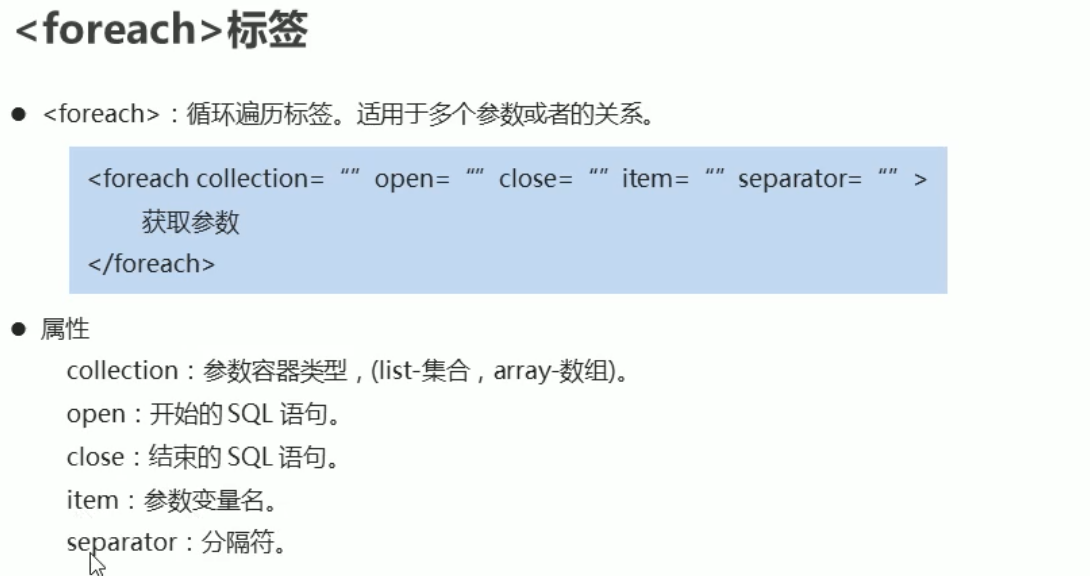 <foreach>标签
● <foreach>：循环遍历标签。适用于多个参数或者的关系。
<foreach collection= “” open= “” close= “” item= “” separator= “” >
获取参数
</foreach>
● 属性
collection：参数容器类型，(list-集合，array-数组)。
open：开始的 SQL 语句。
close：结束的 SQL 语句。
item：参数变量名。
separator：分隔符。